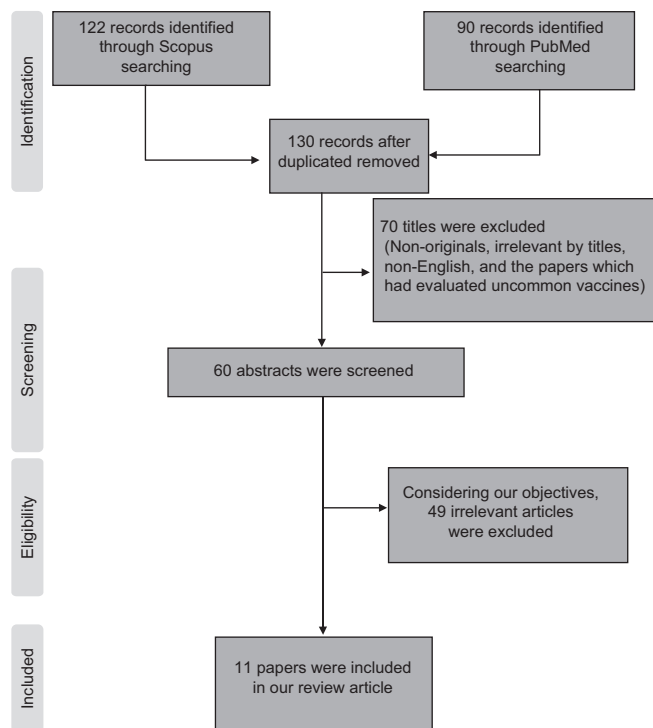 Identification
122 records identified
through Scopus
searching
90 records identified
through PubMed
searching
130 records after
duplicated removed
70 titles were excluded
(Non-originals, irrelevant by titles,
non-English, and the papers which
had evaluated uncommon vaccines)
Screening
60 abstracts were screened
Eligibility
Considering our objectives,
49 irrelevant articles
were excluded
Included
11 papers were included
in our review article